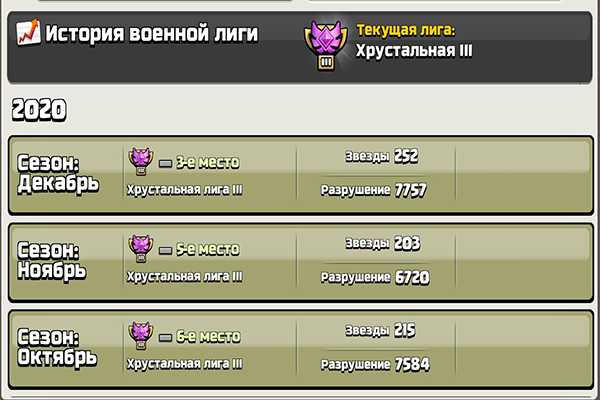 История военной лиги
Текущая лига:
Хрустальная III
III
2020
Сезон:
Декабрь
3-е место
Хрустальная лига III
Звезды 252
Разрушение 7757
Сезон:
Ноябрь
5-е место
Хрустальная лига III
Звезды 203
Разрушение 6720
Сезон:
Октябрь
6-е место
Хрустальная лига III
Звезды 215
Разрушение 7584